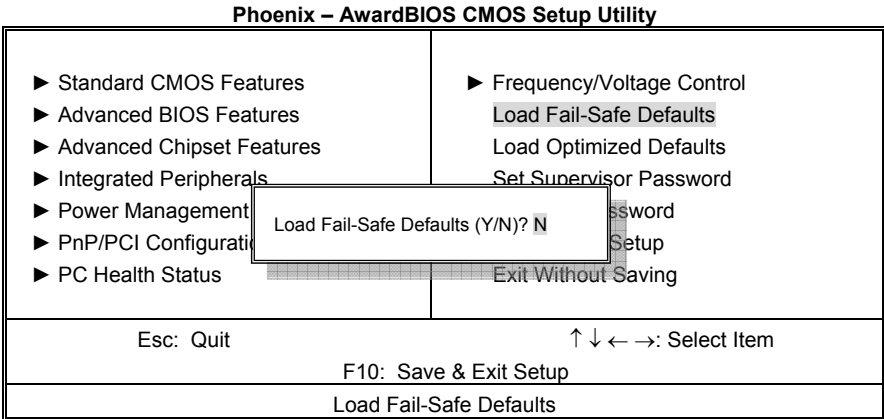 Phoenix – AwardBIOS CMOS Setup Utility
► Standard CMOS Features
► Advanced BIOS Features
► Advanced Chipset Features
► Integrated Peripherals
► Power Management
► PnP/PCI
► PC Health Status
► Frequency/Voltage Control
Load Fail-Safe Defaults
Load Optimized Defaults
Set Supervisor Password
Setup
Exit Without Saving
Load Fail-Safe Defaults (Y/N)? N
Esc: Quit
↑ ↓ ← →: Select Item
F10: Save & Exit Setup
Load Fail-Safe Defaults